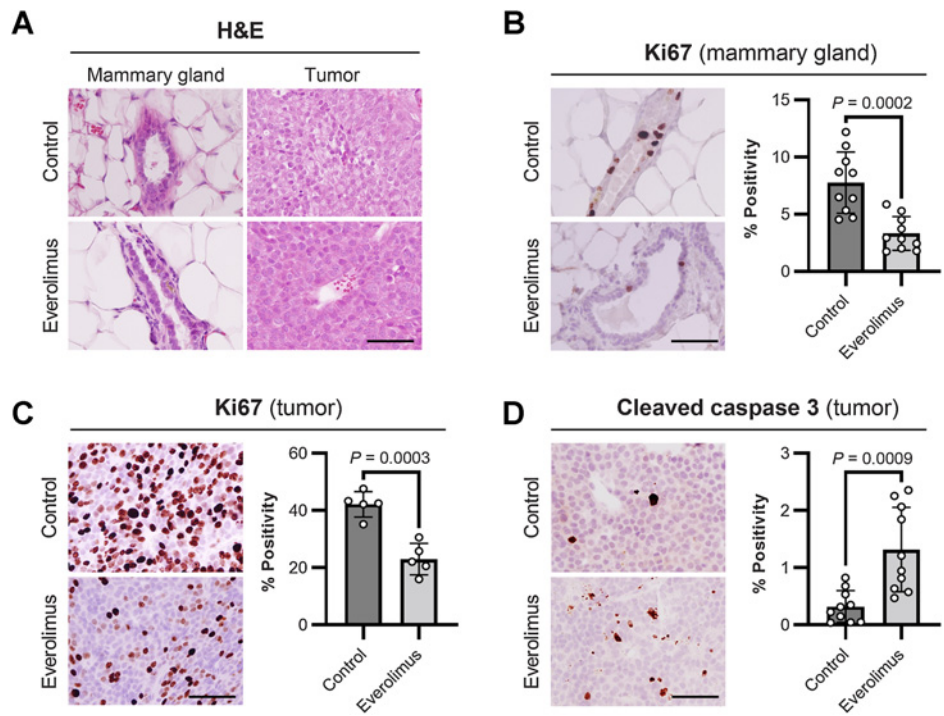 A
H&E
Mammary gland
Tumor
Control
Everolimus
B
Ki67 (mammary gland)
Control
Everolimus
% Positivity
15
10
5
0
P = 0.0002
Control
Everolimus
C
Ki67 (tumor)
Control
Everolimus
% Positivity
60
40
20
0
P = 0.0003
Control
Everolimus
D
Cleaved caspase 3 (tumor)
Control
Everolimus
% Positivity
3
2
1
0
P = 0.0009
Control
Everolimus